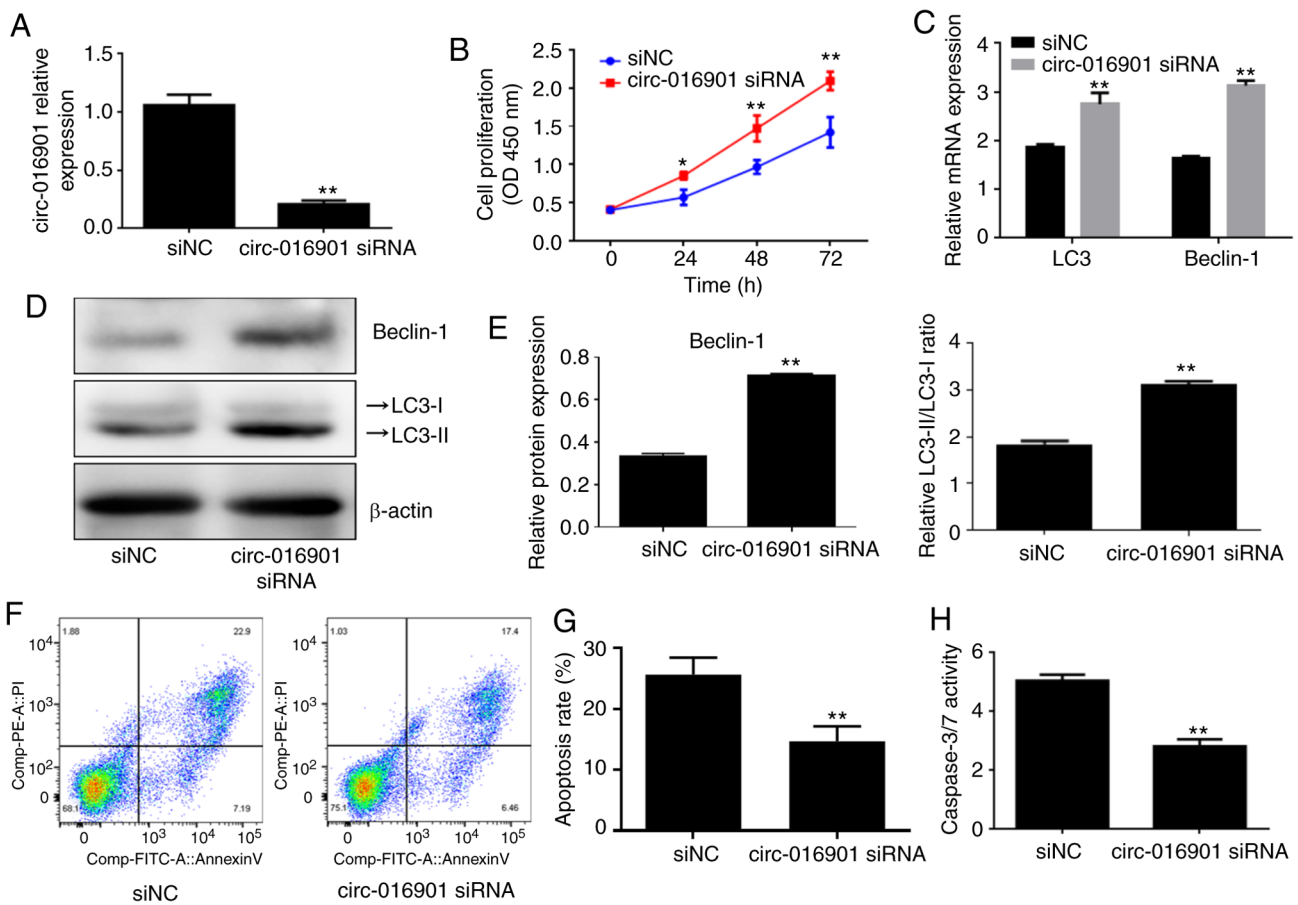 A
circ-016901 relative
expression
1.5
1.0
0.5
0.0
**
siNC
circ-016901 siRNA
B
Cell proliferation
(OD 450 nm)
2.5
2.0
1.5
1.0
0.5
0.0
siNC
circ-016901 siRNA
*
**
**
0
24
48
72
Time (h)
C
Relative mRNA expression
4
3
2
1
0
siNC
circ-016901 siRNA
**
**
LC3
Beclin-1
D
Beclin-1
→LC3-I
→LC3-II
β-actin
siNC
circ-016901
siRNA
E
Relative protein expression
Beclin-1
0.8
0.6
0.4
0.2
0.0
**
siNC
circ-016901 siRNA
Relative LC3-II/LC3-I ratio
4
3
2
1
0
**
siNC
circ-016901 siRNA
F
Comp-PE-A::PI
10⁴
10³
10²
0
1.88
22.9
68.1
7.19
0
10³
10⁴
10⁵
Comp-FITC-A::AnnexinV
siNC
Comp-PE-A::PI
10⁴
10³
10²
0
1.03
17.4
75.1
6.46
0
10³
10⁴
10⁵
Comp-FITC-A::AnnexinV
circ-016901 siRNA
G
Apoptosis rate (%)
30
20
10
0
**
siNC
circ-016901 siRNA
H
Caspase-3/7 activity
6
4
2
0
**
siNC
circ-016901 siRNA